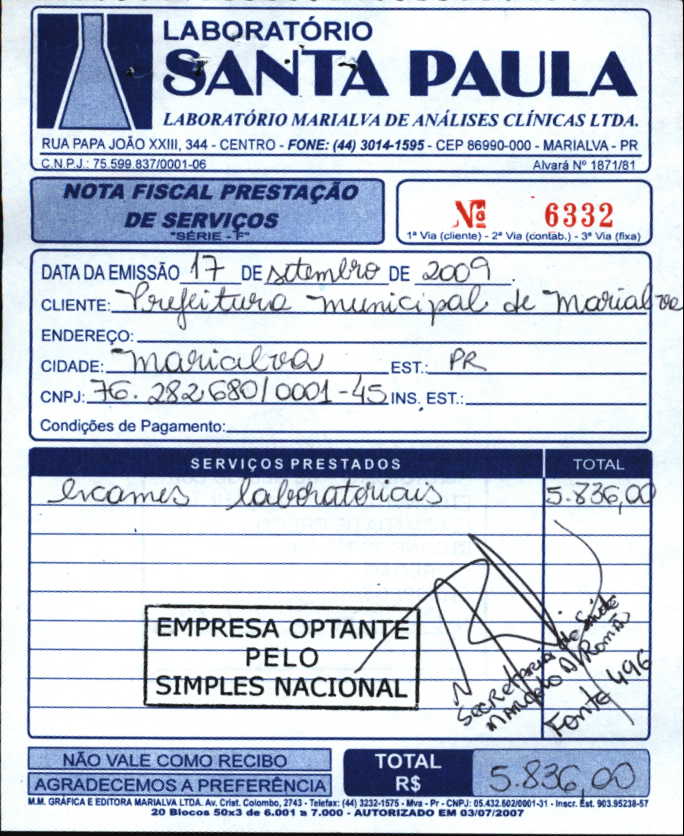 LABORATÓRIO
SANTA PAULA
LABORATÓRIO MARIALVA DE ANÁLISES CLÍNICAS LTDA.
RUA PAPA JOÃO XXIII, 344 - CENTRO - FONE: (44) 3014-1595 - CEP 86990-000 - MARIALVA - PR
C.N.P.J.: 75.599.837/0001-06 Alvará Nº 1871/81
NOTA FISCAL PRESTAÇÃO
DE SERVIÇOS
"SÉRIE - F"
Nº 6332
1ª Via (cliente) - 2ª Via (contab.) - 3ª Via (fixa)
DATA DA EMISSÃO 17 DE setembro DE 2009
CLIENTE: Prefeitura municipal de Marialva
ENDEREÇO:
CIDADE: Marialva EST.: PR
CNPJ: 76.282680/0001-45 INS. EST.:
Condições de Pagamento:
SERVIÇOS PRESTADOS TOTAL
exames laboratoriais 5.836,00
EMPRESA OPTANTE
PELO
SIMPLES NACIONAL
Secretaria de Saúde
Romão
Fonte 496
NÃO VALE COMO RECIBO
AGRADECEMOS A PREFERÊNCIA
TOTAL
R$ 5.836,00
M.M. GRÁFICA E EDITORA MARIALVA LTDA. Av. Crist. Colombo, 2743 - Telefax: (44) 3232-1575 - Mva - Pr - CNPJ: 05.432.602/0001-31 - Inscr. Est. 903.95238-57
20 Blocos 50x3 de 6.001 a 7.000 - AUTORIZADO EM 03/07/2007